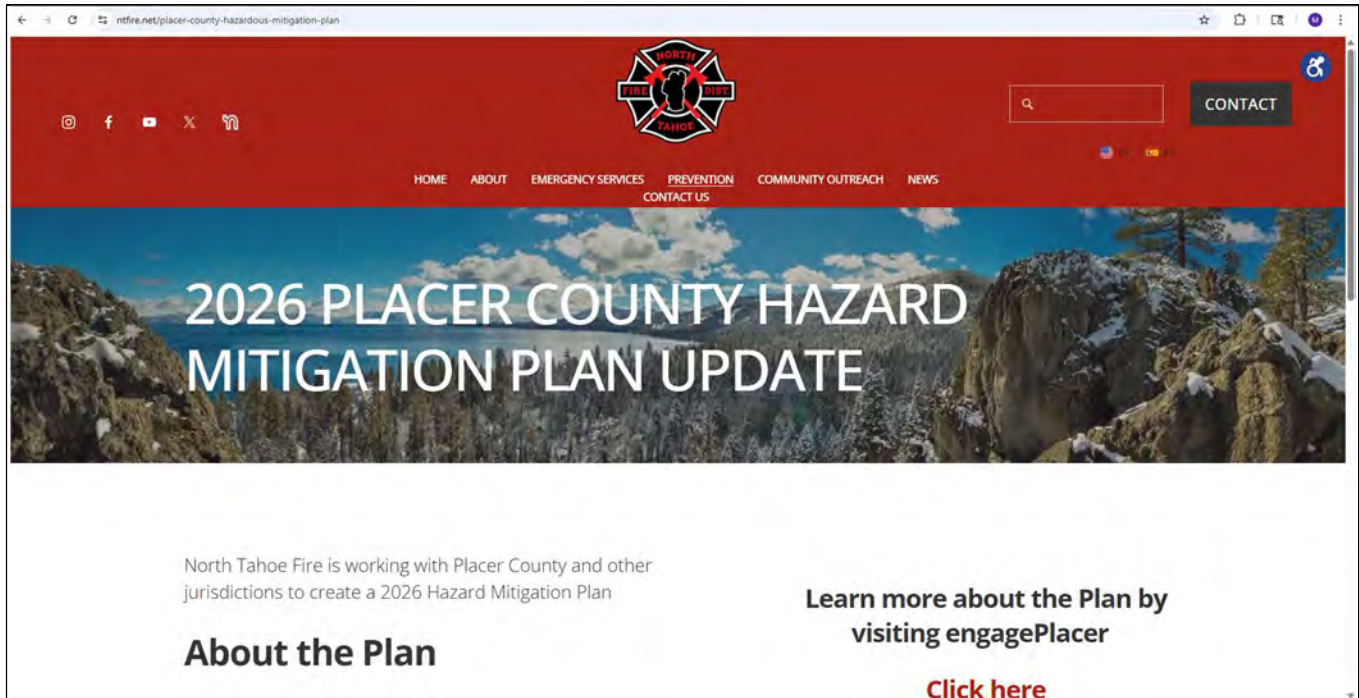 ntfire.net/placer-county-hazardous-mitigation-plan
M
NORTH
FIRE DIST.
TAHOE
CONTACT
HOME ABOUT EMERGENCY SERVICES PREVENTION COMMUNITY OUTREACH NEWS
CONTACT US
2026 PLACER COUNTY HAZARD
MITIGATION PLAN UPDATE
North Tahoe Fire is working with Placer County and other
jurisdictions to create a 2026 Hazard Mitigation Plan
About the Plan
Learn more about the Plan by
visiting engagePlacer
Click here